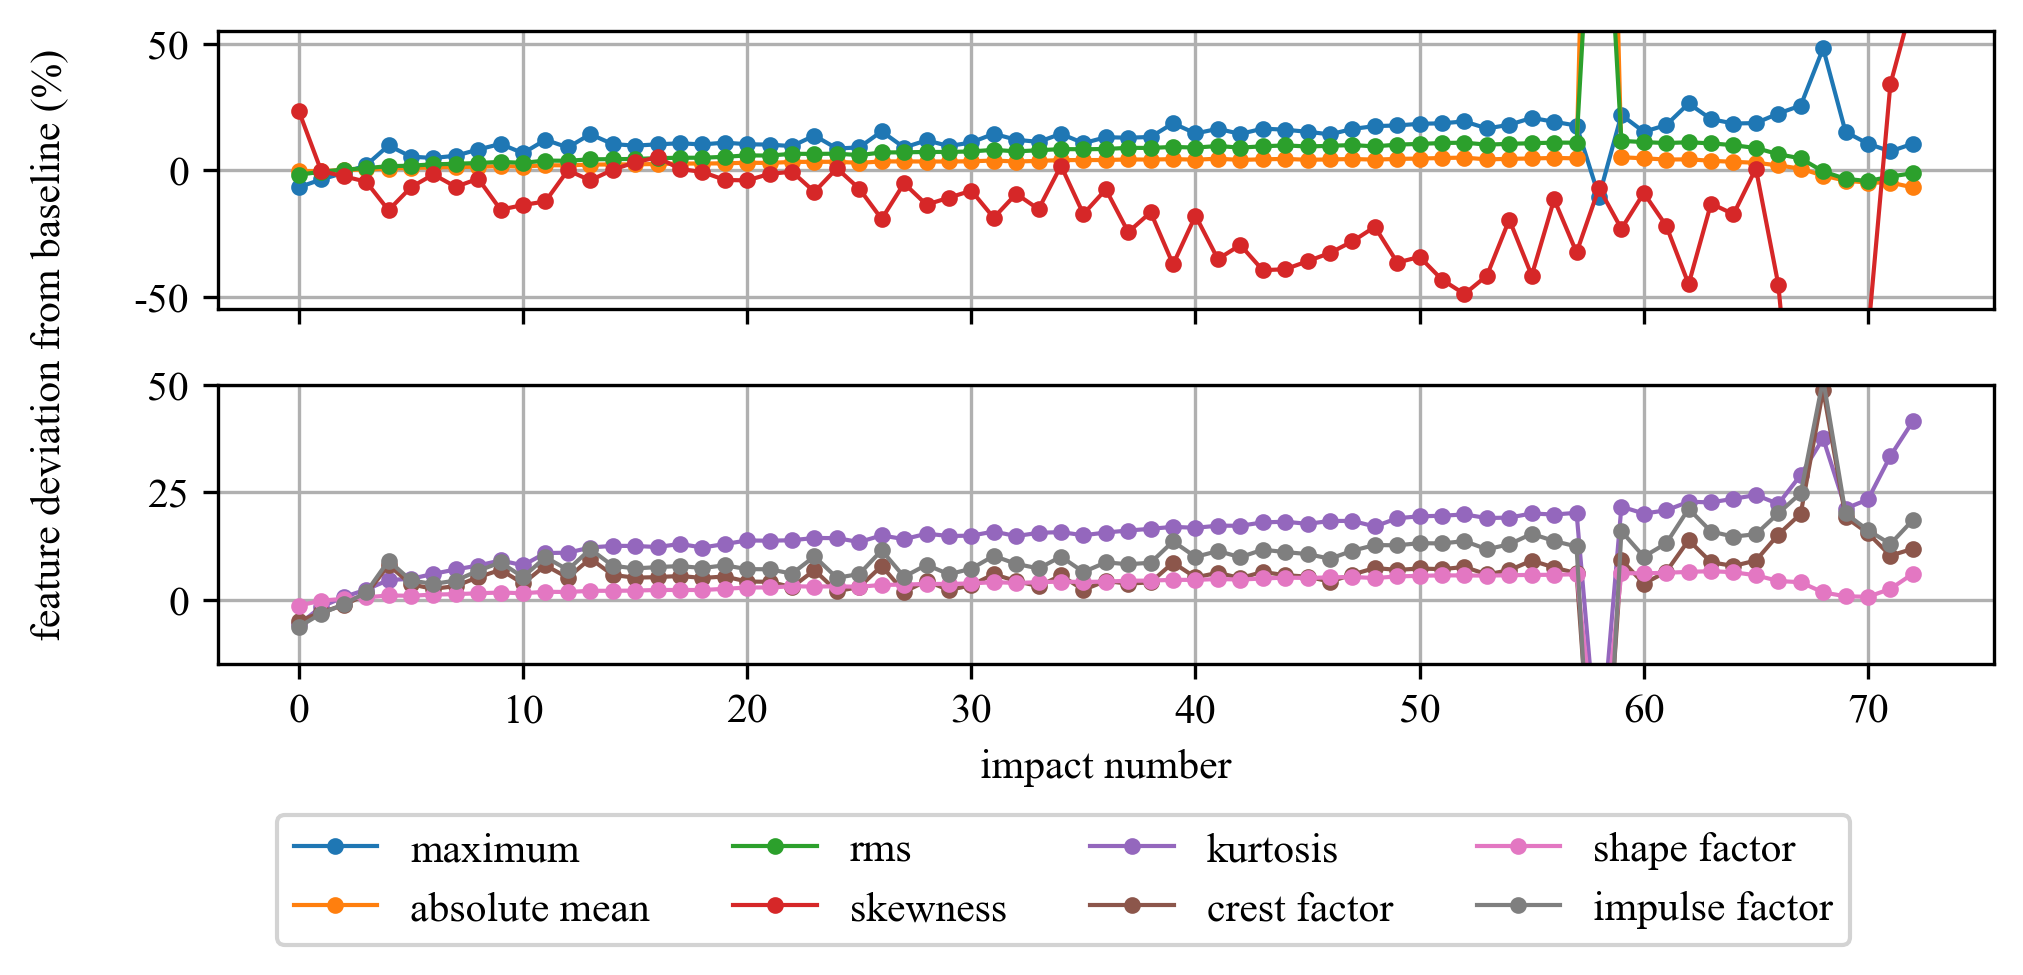 feature deviation from baseline (%)
50
0
-50
50
25
0
0 10 20 30 40 50 60 70
impact number
maximum rms kurtosis shape factor
absolute mean skewness crest factor impulse factor